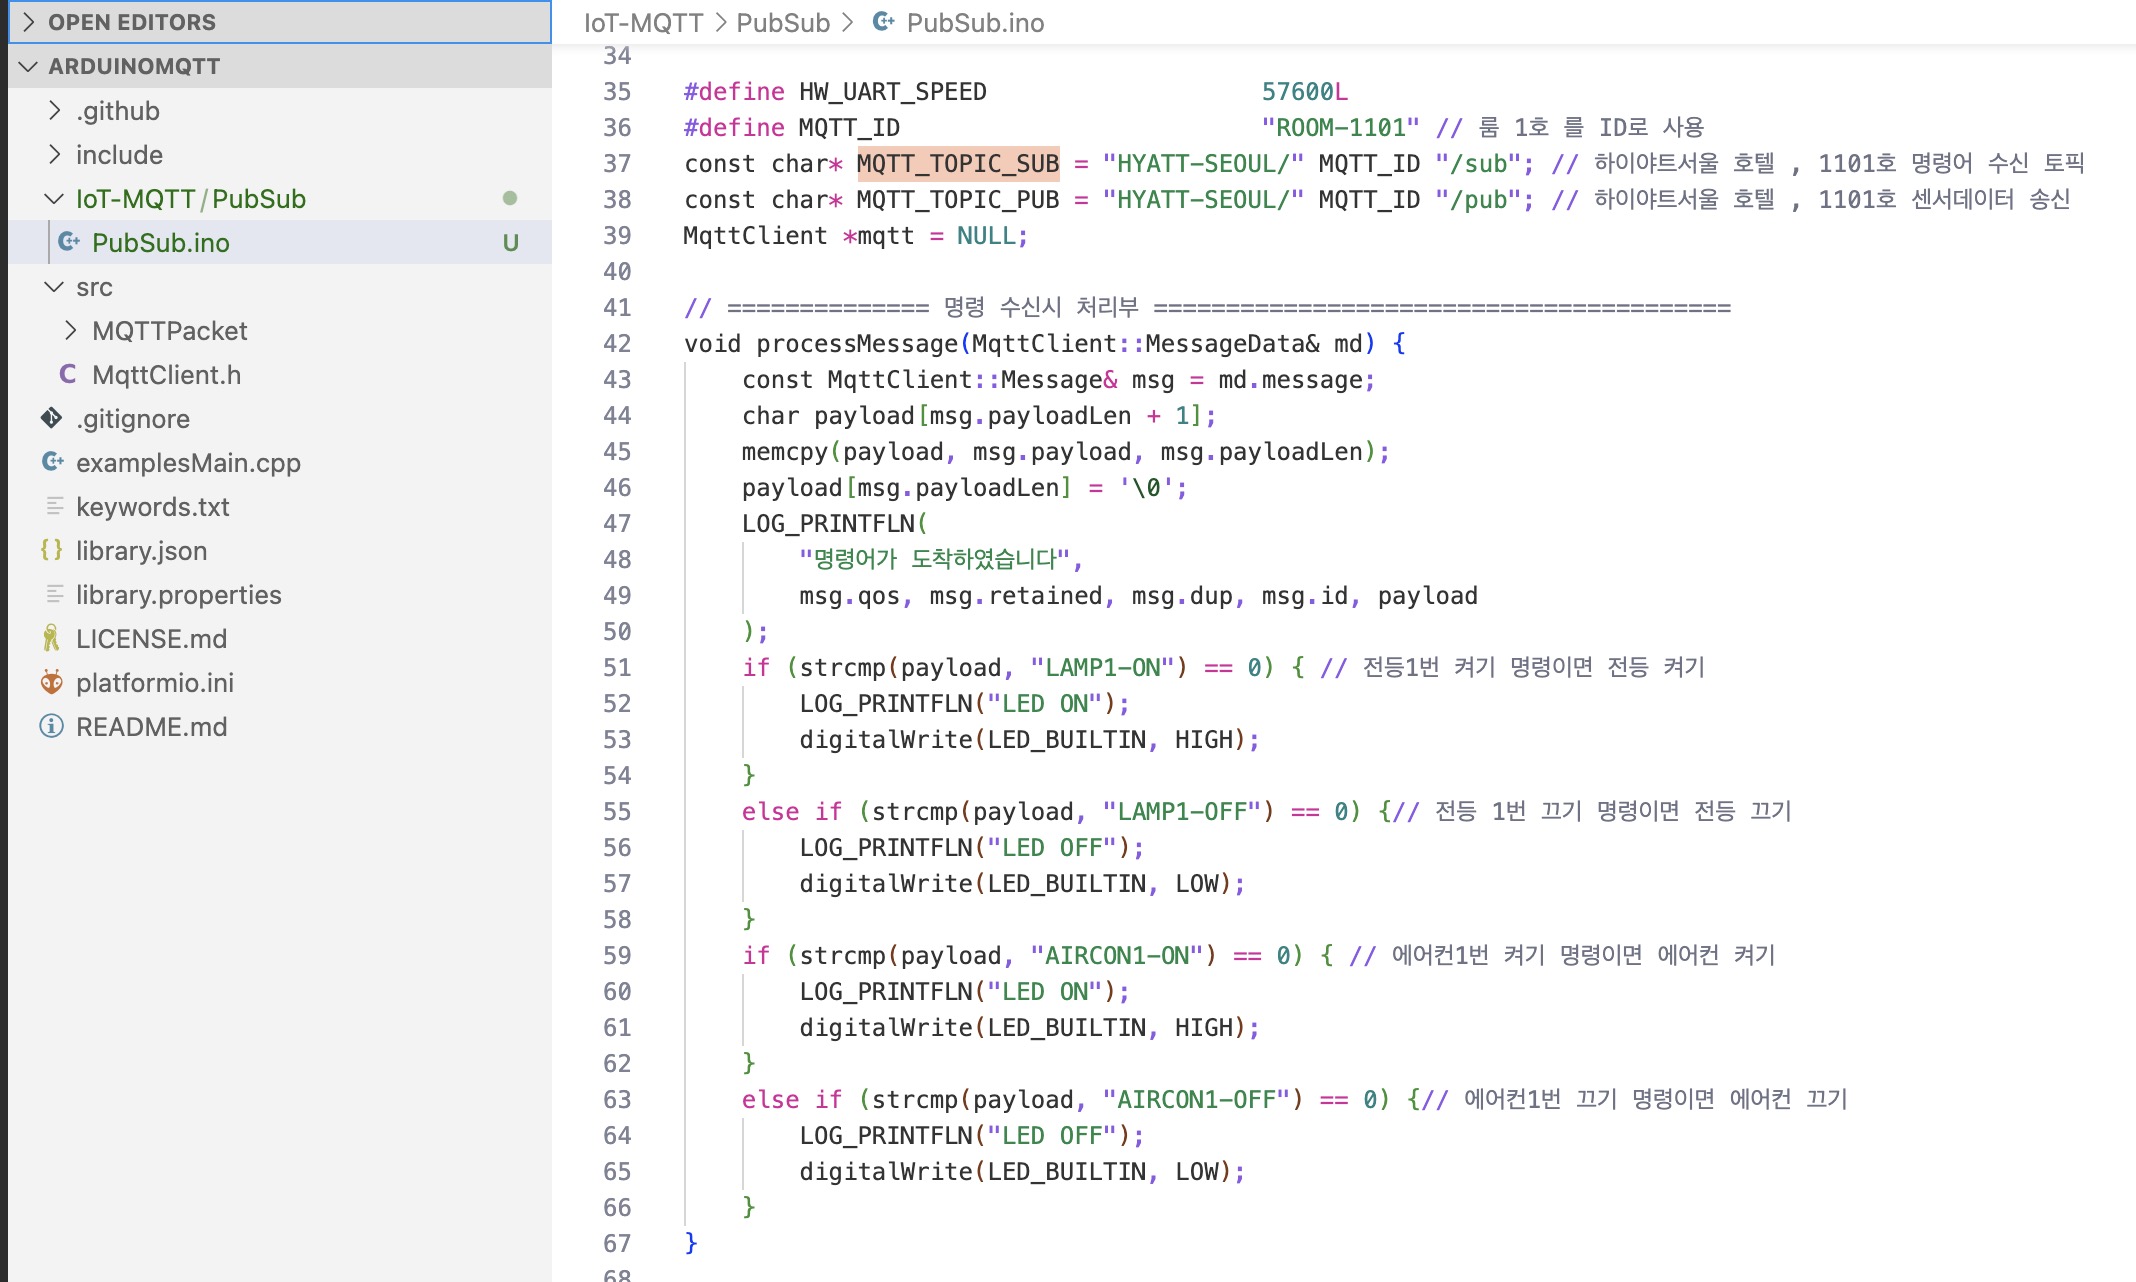 OPEN EDITORS
ARDUINOMQTT
.github
include
IoT-MQTT / PubSub
PubSub.ino U
src
MQTTPacket
MqttClient.h
.gitignore
examplesMain.cpp
keywords.txt
library.json
library.properties
LICENSE.md
platformio.ini
README.md
IoT-MQTT > PubSub > PubSub.ino
34
35 #define HW_UART_SPEED 57600L
36 #define MQTT_ID "ROOM-1101" // 룸 1호 를 ID로 사용
37 const char* MQTT_TOPIC_SUB = "HYATT-SEOUL/" MQTT_ID "/sub"; // 하이야트서울 호텔 , 1101호 명령어 수신 토픽
38 const char* MQTT_TOPIC_PUB = "HYATT-SEOUL/" MQTT_ID "/pub"; // 하이야트서울 호텔 , 1101호 센서데이터 송신
39 MqttClient *mqtt = NULL;
40
41 // ============== 명령 수신시 처리부 ========================================
42 void processMessage(MqttClient::MessageData& md) {
43 const MqttClient::Message& msg = md.message;
44 char payload[msg.payloadLen + 1];
45 memcpy(payload, msg.payload, msg.payloadLen);
46 payload[msg.payloadLen] = '\0';
47 LOG_PRINTFLN(
48 "명령어가 도착하였습니다",
49 msg.qos, msg.retained, msg.dup, msg.id, payload
50 );
51 if (strcmp(payload, "LAMP1-ON") == 0) { // 전등1번 켜기 명령이면 전등 켜기
52 LOG_PRINTFLN("LED ON");
53 digitalWrite(LED_BUILTIN, HIGH);
54 }
55 else if (strcmp(payload, "LAMP1-OFF") == 0) {// 전등 1번 끄기 명령이면 전등 끄기
56 LOG_PRINTFLN("LED OFF");
57 digitalWrite(LED_BUILTIN, LOW);
58 }
59 if (strcmp(payload, "AIRCON1-ON") == 0) { // 에어컨1번 켜기 명령이면 에어컨 켜기
60 LOG_PRINTFLN("LED ON");
61 digitalWrite(LED_BUILTIN, HIGH);
62 }
63 else if (strcmp(payload, "AIRCON1-OFF") == 0) {// 에어컨1번 끄기 명령이면 에어컨 끄기
64 LOG_PRINTFLN("LED OFF");
65 digitalWrite(LED_BUILTIN, LOW);
66 }
67 }
68